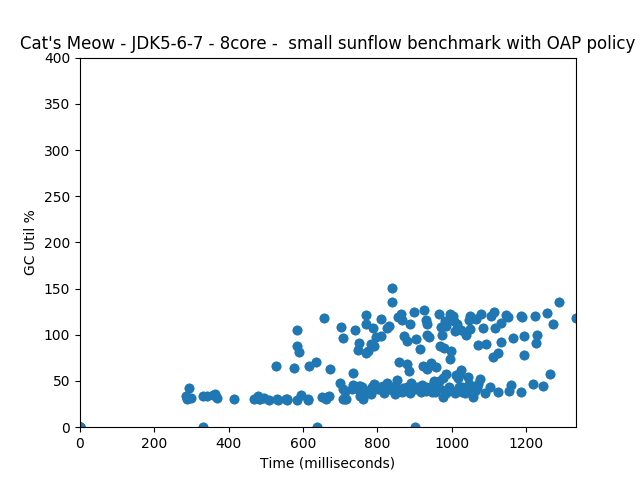 Cat's Meow - JDK5-6-7 - 8core -  small sunflow benchmark with OAP policy
400
350
300
250
200
150
100
50
0
GC Util %
0 200 400 600 800 1000 1200
Time (milliseconds)